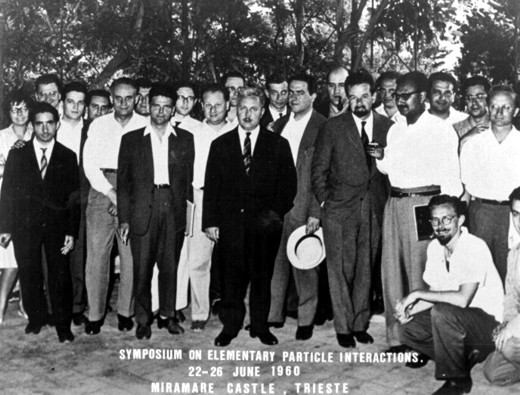 SYMPOSIUM ON ELEMENTARY PARTICLE INTERACTIONS.
22-26 JUNE 1960
MIRAMARE CASTLE, TRIESTE